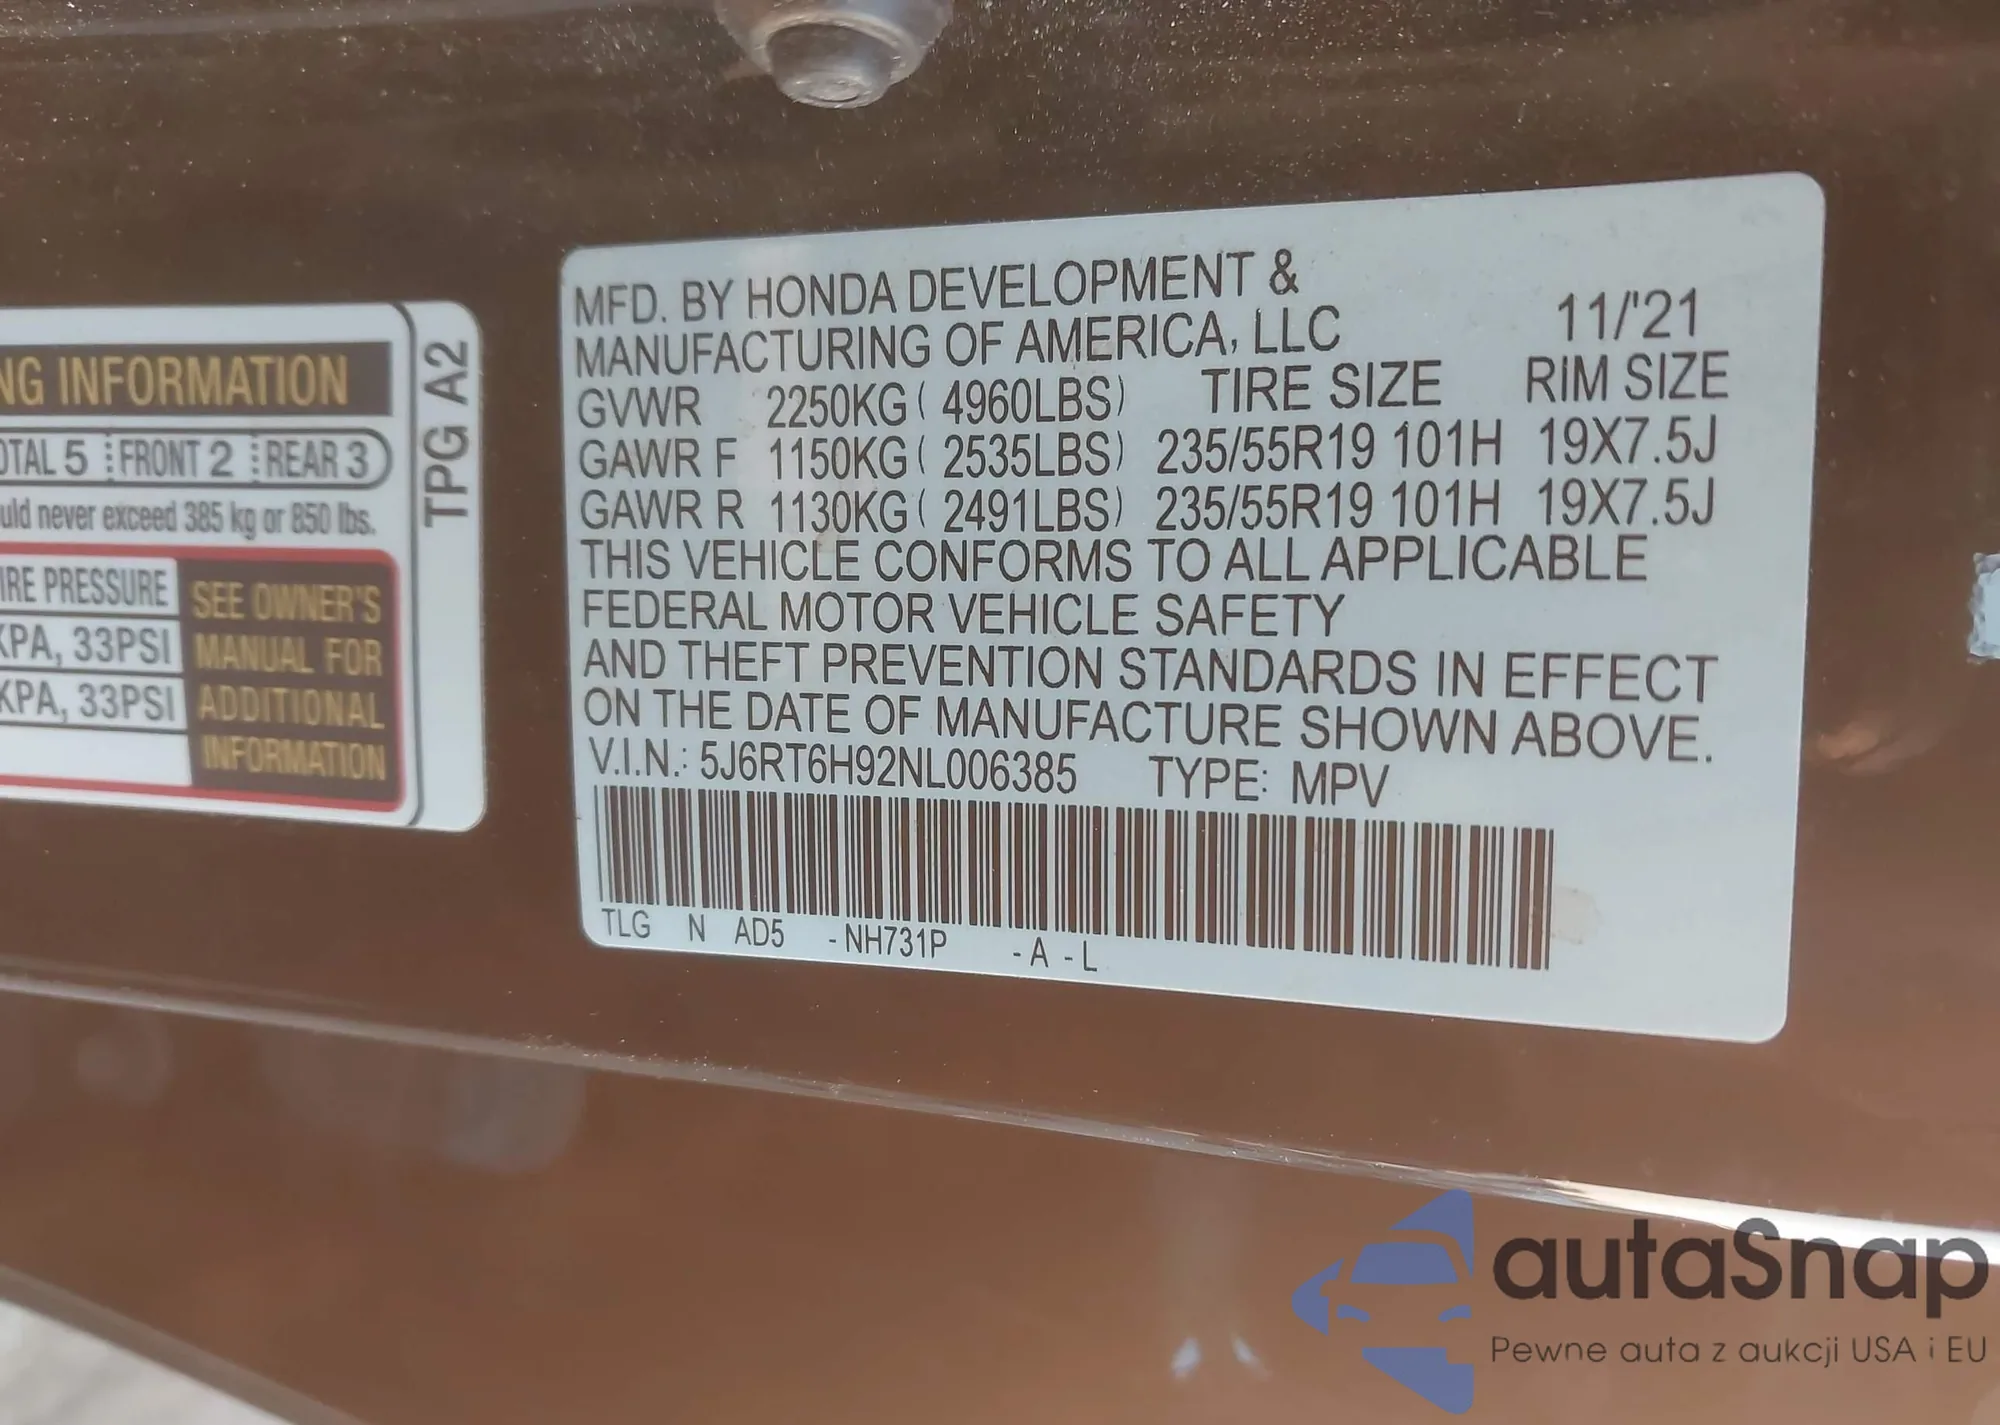 NG INFORMATION
OTAL 5 FRONT 2 REAR 3
uld never exceed 385 kg or 850 lbs.
IRE PRESSURE
KPA, 33PSI
KPA, 33PSI
SEE OWNER'S
MANUAL FOR
ADDITIONAL
INFORMATION
TPG A2
MFD. BY HONDA DEVELOPMENT &
MANUFACTURING OF AMERICA, LLC 11/'21
GVWR 2250KG ( 4960LBS) TIRE SIZE RIM SIZE
GAWR F 1150KG ( 2535LBS) 235/55R19 101H 19X7.5J
GAWR R 1130KG ( 2491LBS) 235/55R19 101H 19X7.5J
THIS VEHICLE CONFORMS TO ALL APPLICABLE
FEDERAL MOTOR VEHICLE SAFETY
AND THEFT PREVENTION STANDARDS IN EFFECT
ON THE DATE OF MANUFACTURE SHOWN ABOVE.
V.I.N.: 5J6RT6H92NL006385 TYPE: MPV
TLG N AD5 -NH731P -A -L
autaSnap
Pewne auta z aukcji USA i EU